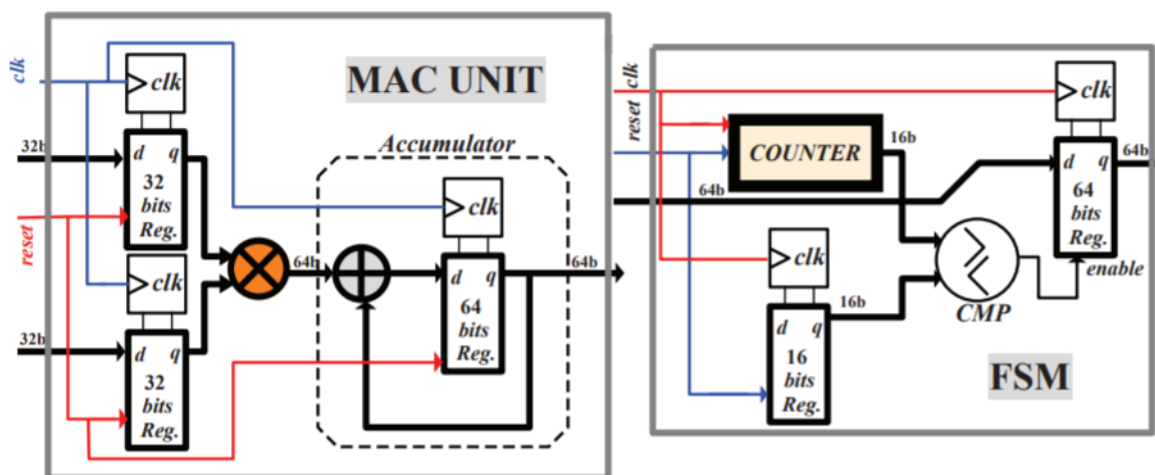 MAC UNIT
clk
clk
32b
d q
32
bits
Reg.
reset
clk
32b
d q
32
bits
Reg.
64b
Accumulator
clk
d q
64
bits
Reg.
64b
clk
reset
COUNTER
16b
64b
clk
d q
64
bits
Reg.
64b
enable
clk
16b
d q
16
bits
Reg.
CMP
FSM